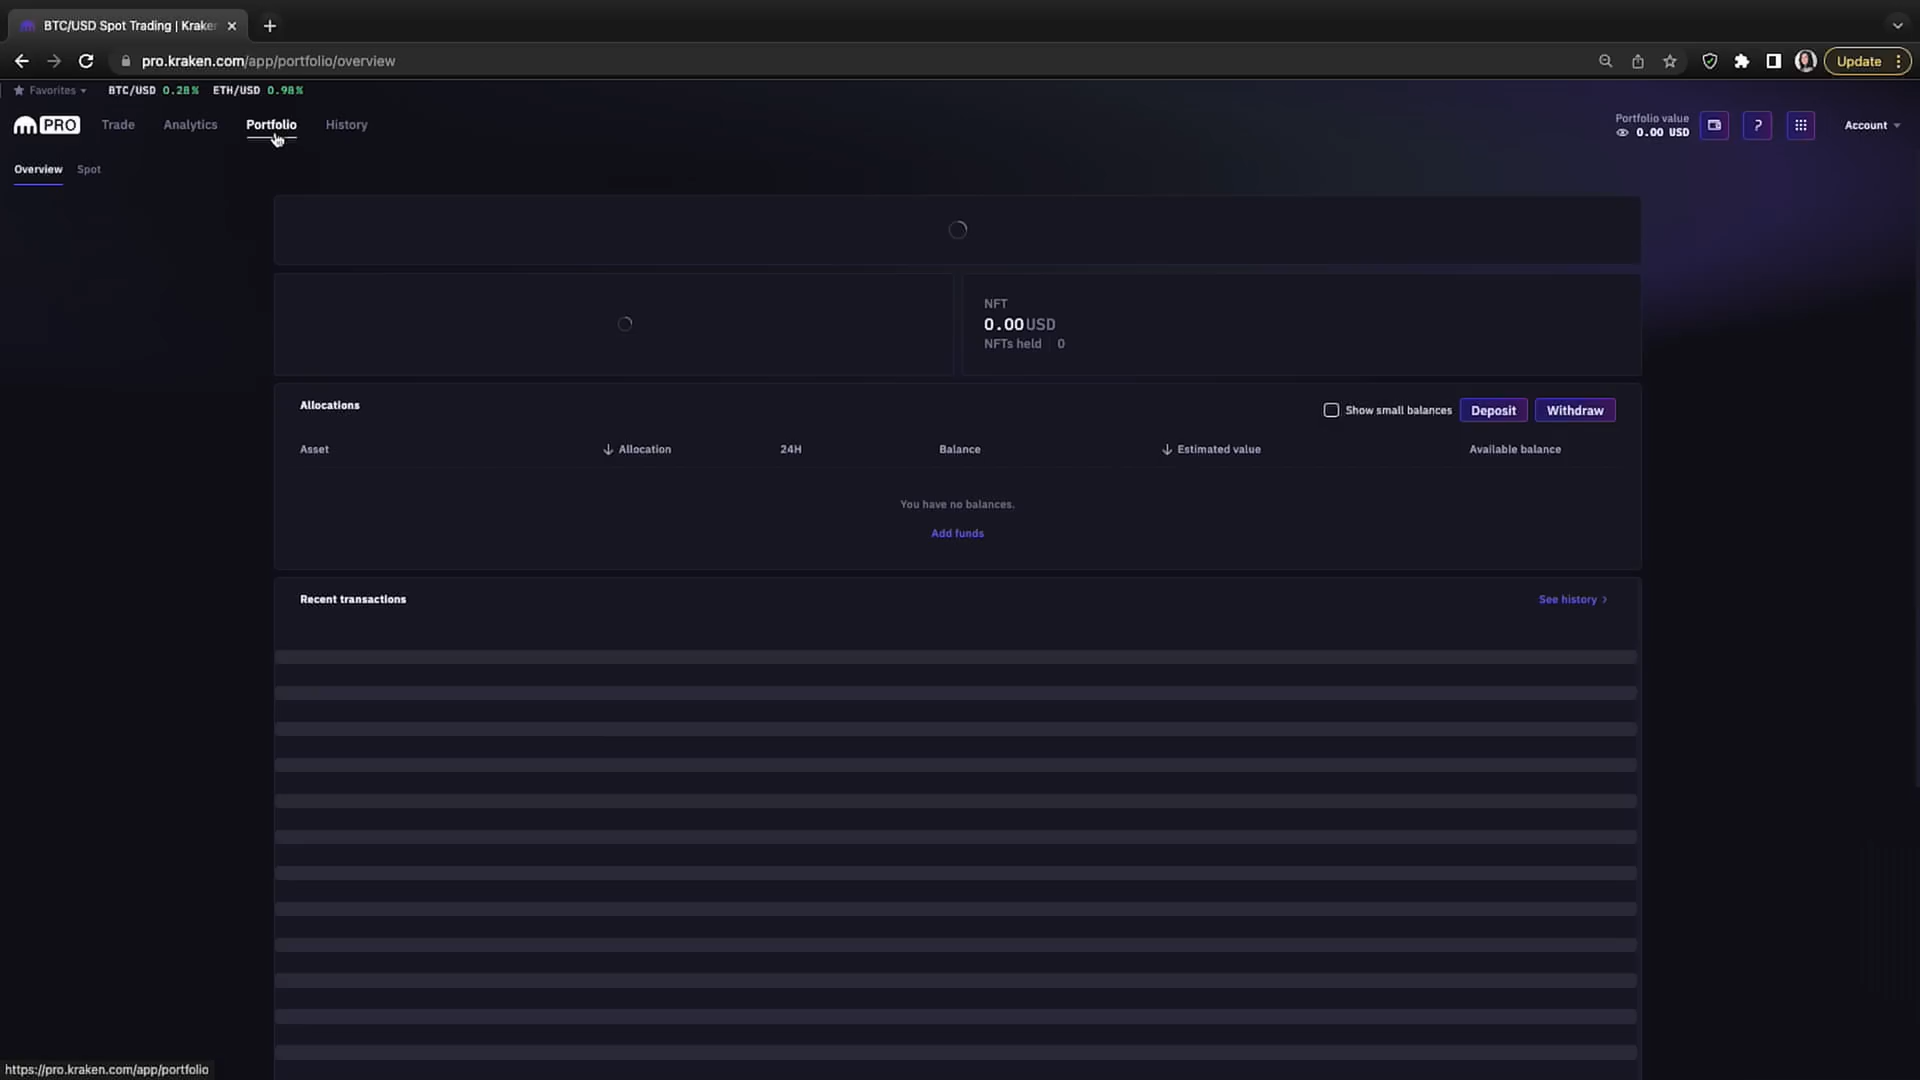 BTC/USD Spot Trading | Krake
pro.kraken.com/app/portfolio/overview
Update
Favorites BTC/USD 0.28% ETH/USD 0.98%
PRO Trade Analytics Portfolio History
Portfolio value
0.00 USD
?
Account
Overview Spot
NFT
0.00 USD
NFTs held 0
Allocations
Show small balances Deposit Withdraw
Asset Allocation 24H Balance Estimated value Available balance
You have no balances.
Add funds
Recent transactions See history
https://pro.kraken.com/app/portfolio